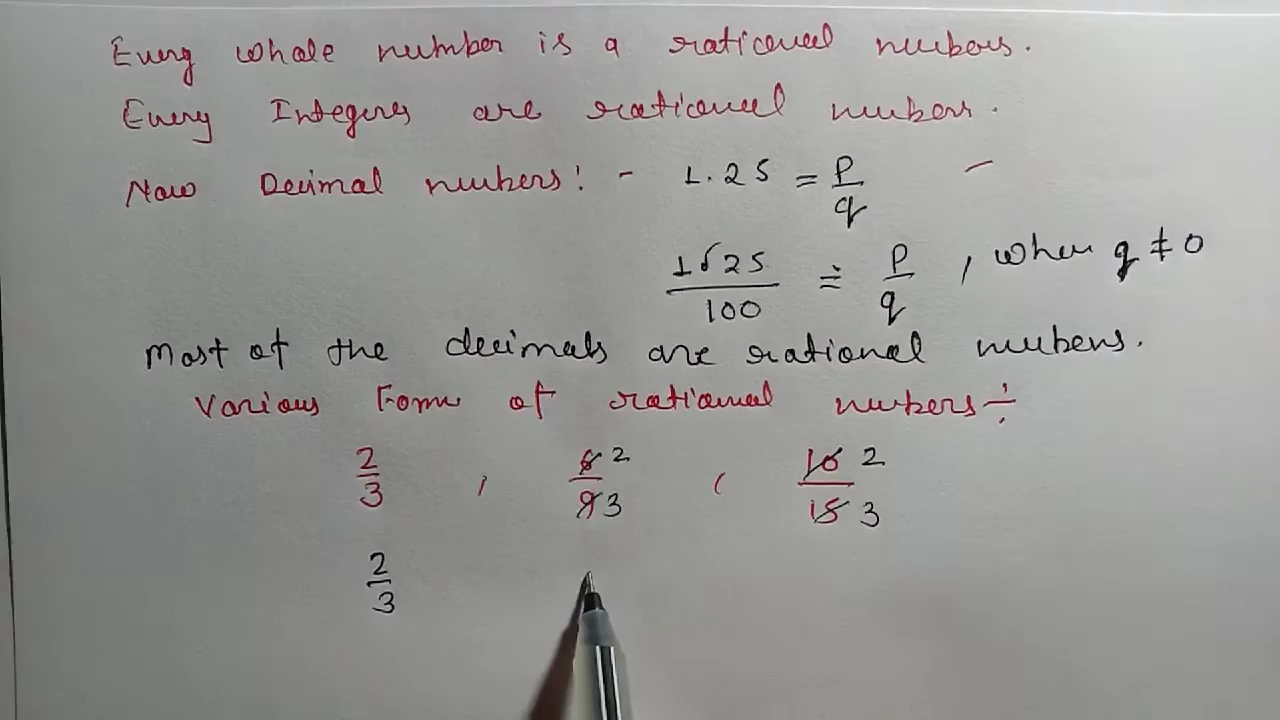 Every whole number is a rational numbers.
Every Integers are rational numbers.
Now Decimal numbers: - 1.25 = P/q -
1 25/100 = P/q , when q ≠ 0
Most of the decimals are rational numbers.
Various Form of rational numbers ÷
2/3 , 6/9 2/3 , 10/15 2/3
2/3